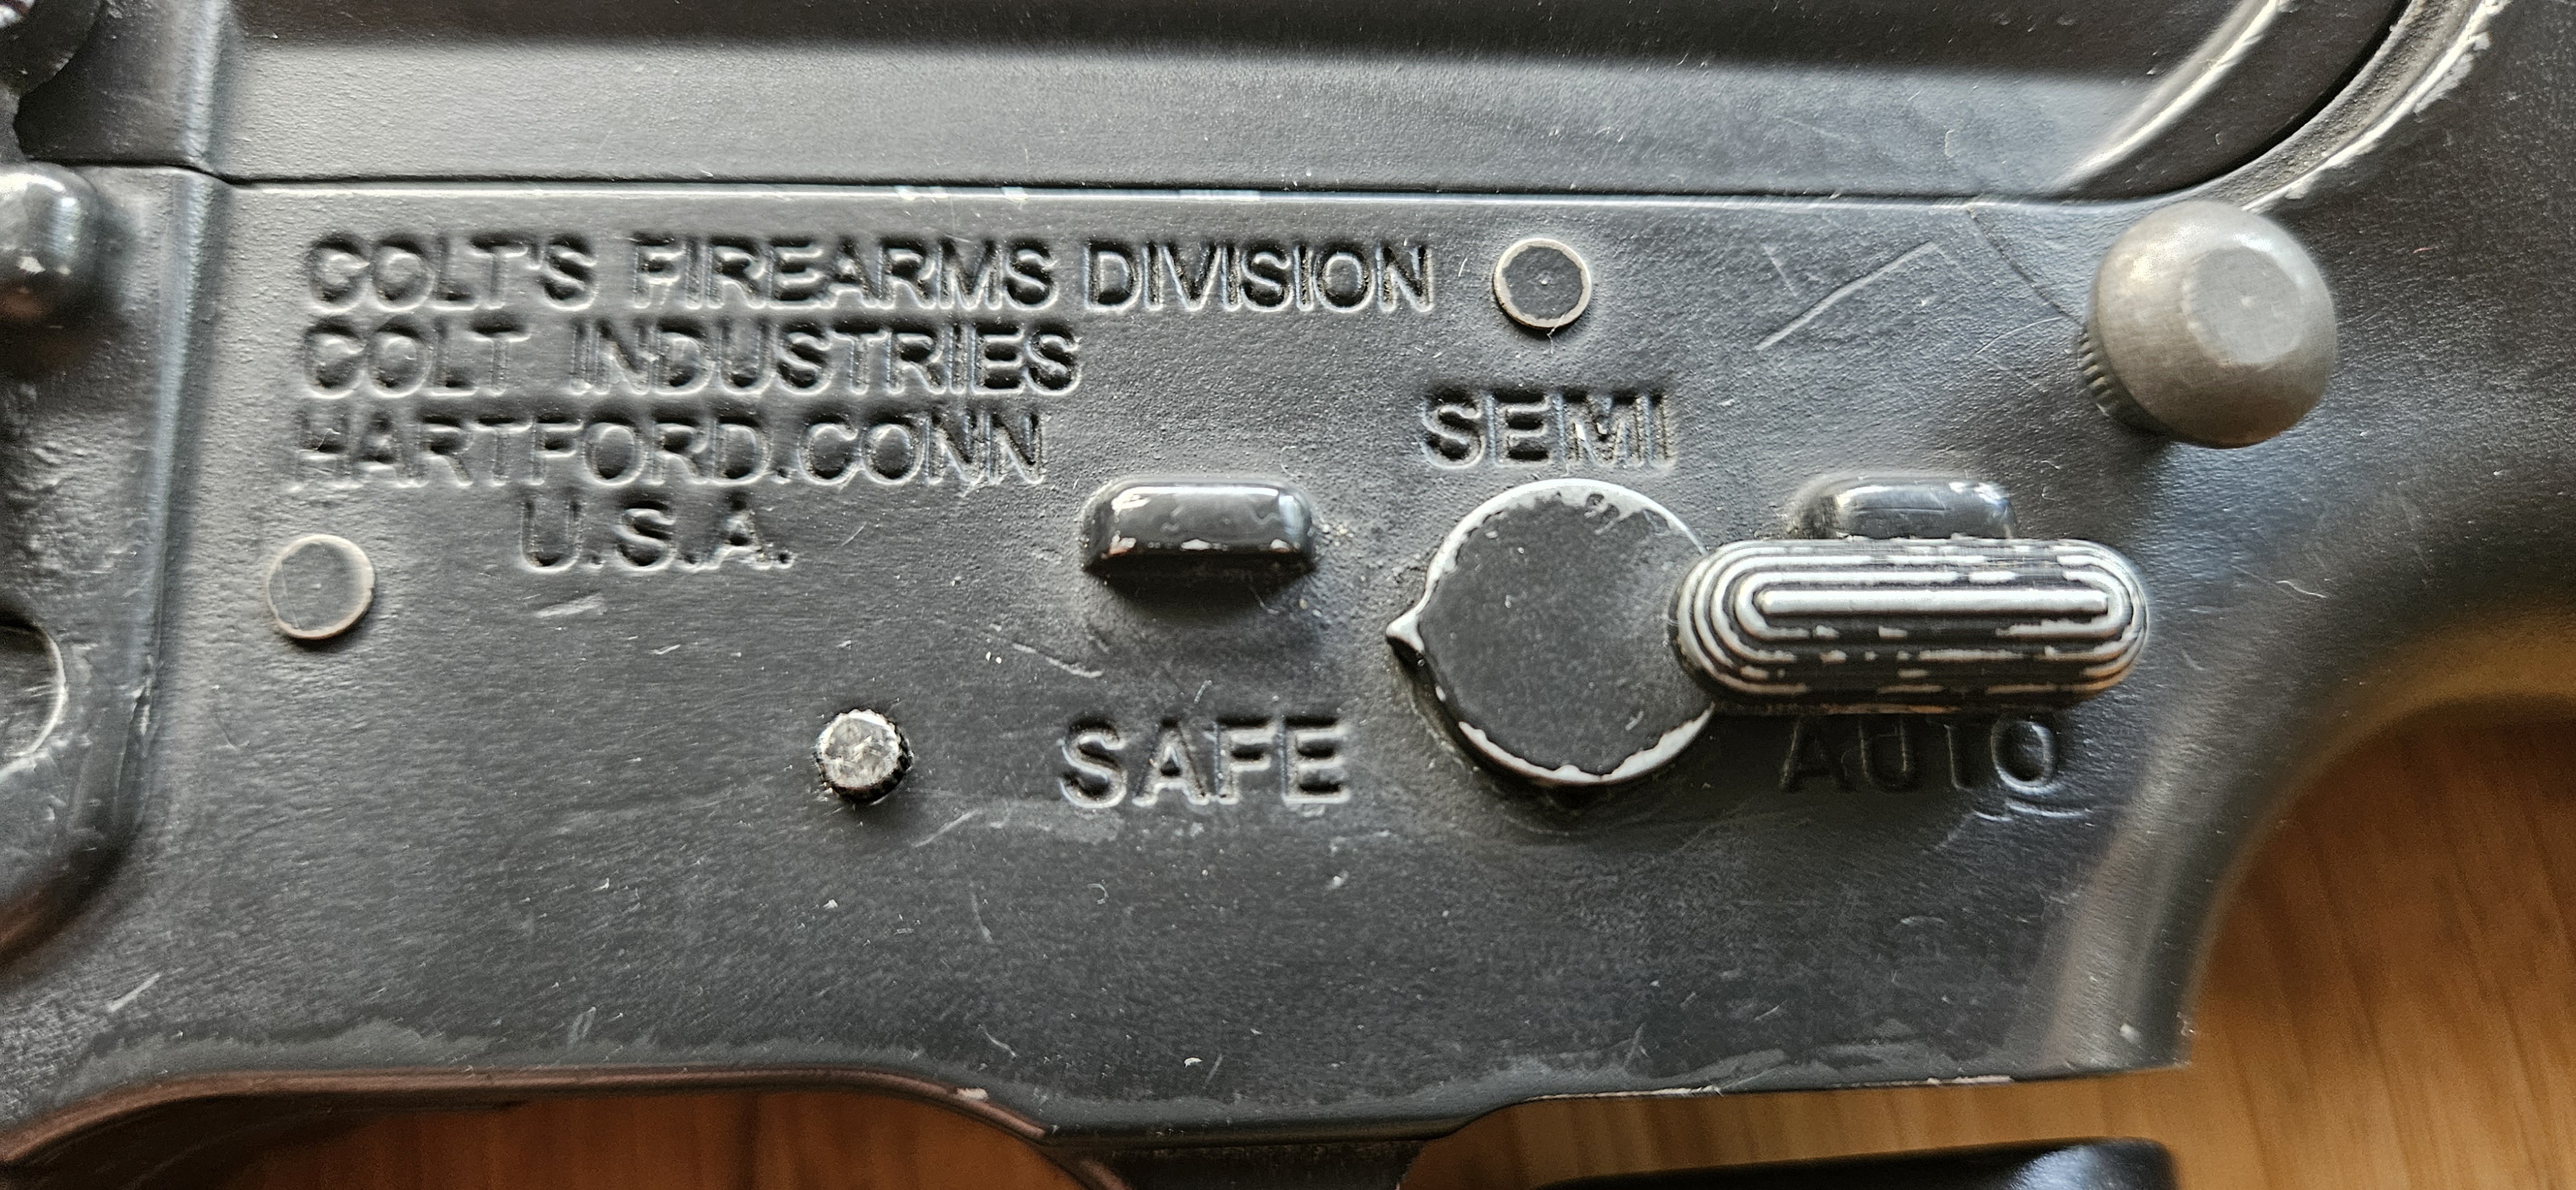 COLT'S FIREARMS DIVISION
COLT INDUSTRIES
HARTFORD.CONN
U.S.A.
SEMI
SAFE
AUTO